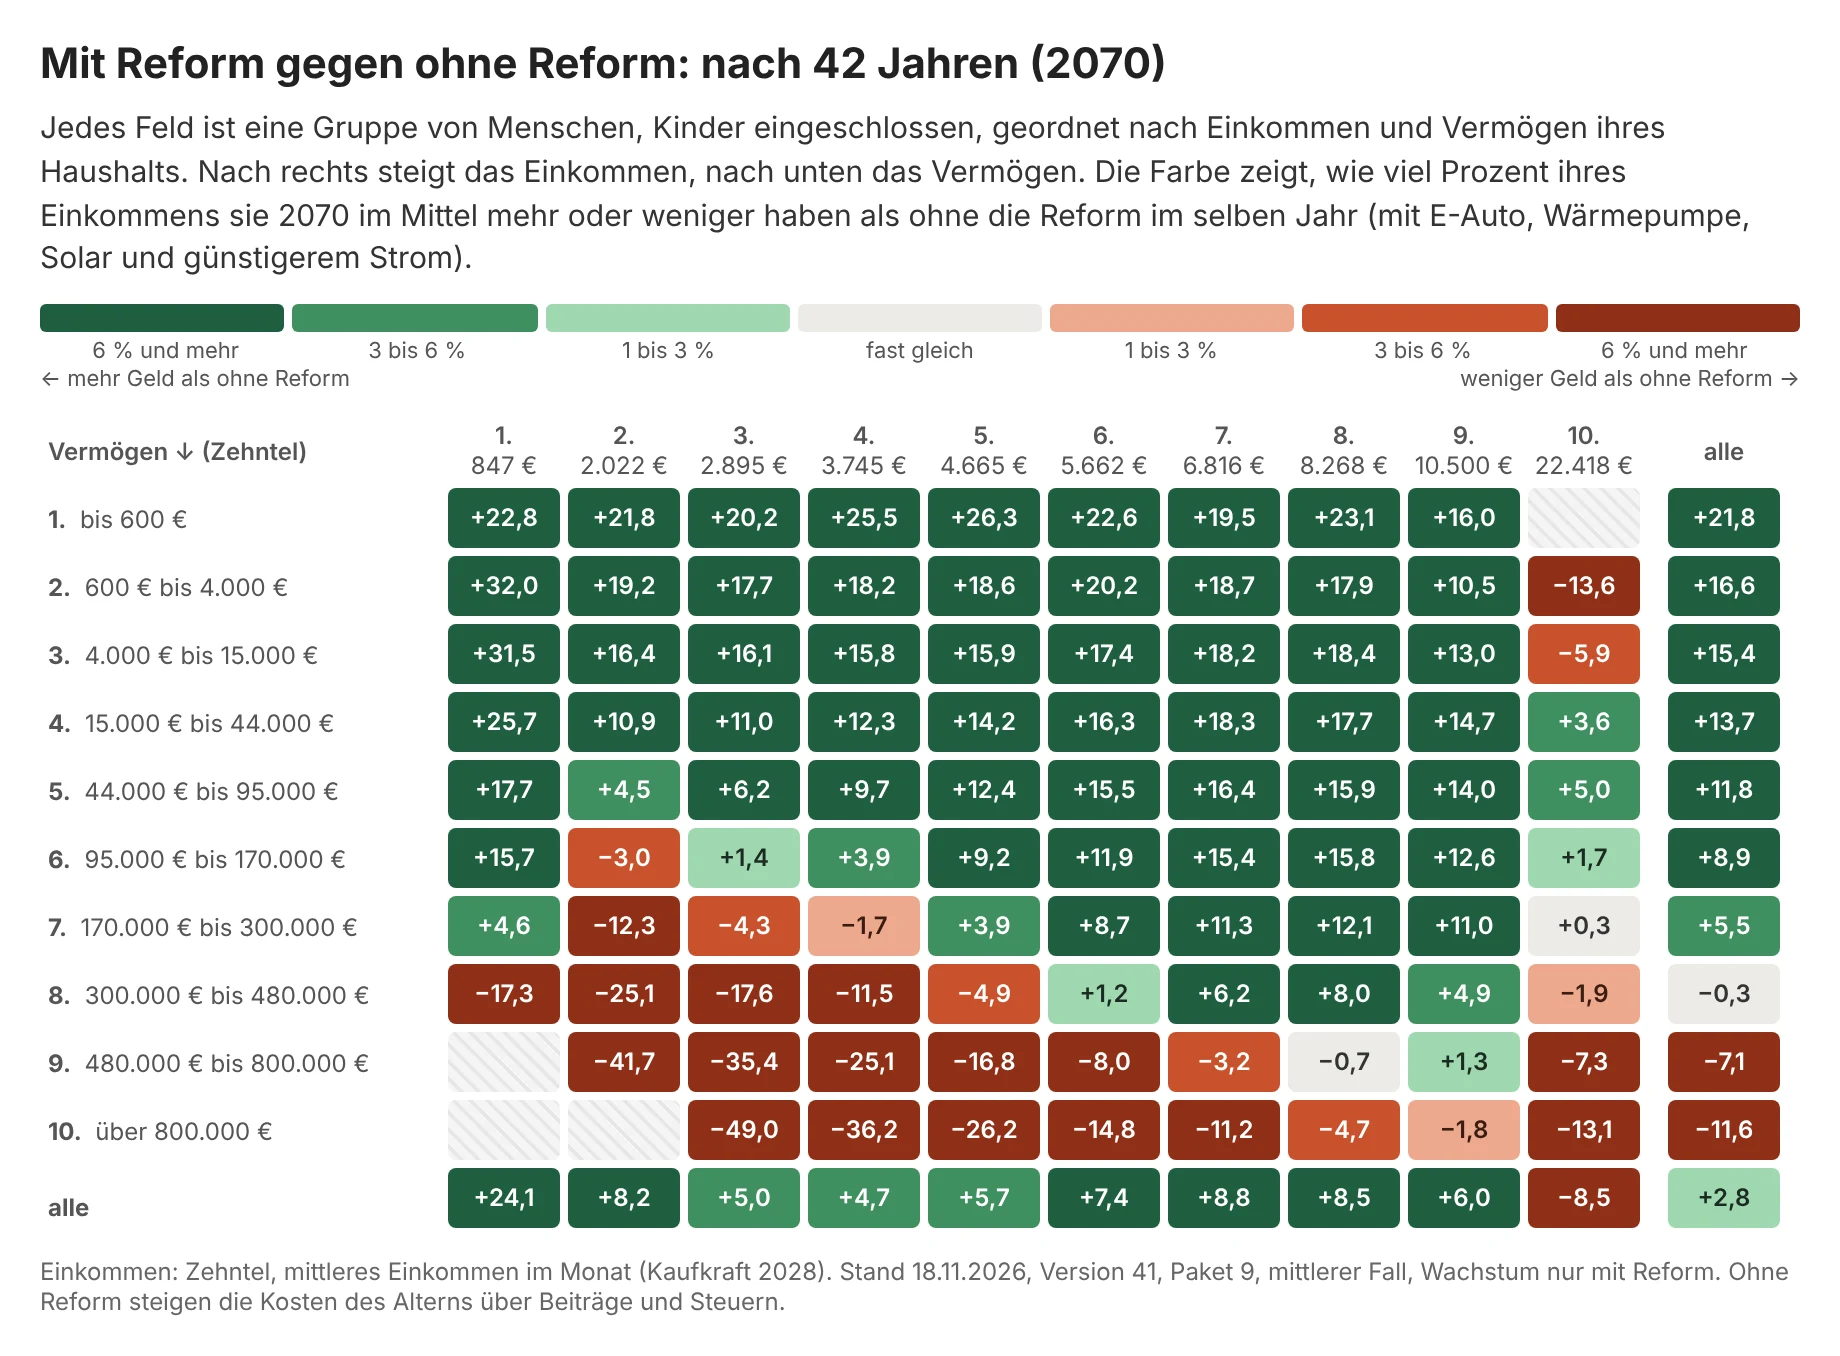 Mit Reform gegen ohne Reform: nach 42 Jahren (2070)
Jedes Feld ist eine Gruppe von Menschen, Kinder eingeschlossen, geordnet nach Einkommen und Vermögen ihres
Haushalts. Nach rechts steigt das Einkommen, nach unten das Vermögen. Die Farbe zeigt, wie viel Prozent ihres
Einkommens sie 2070 im Mittel mehr oder weniger haben als ohne die Reform im selben Jahr (mit E-Auto, Wärmepumpe,
Solar und günstigerem Strom).
6 % und mehr 3 bis 6 % 1 bis 3 % fast gleich 1 bis 3 % 3 bis 6 % 6 % und mehr
← mehr Geld als ohne Reform weniger Geld als ohne Reform →
Vermögen ↓ (Zehntel) 1. 2. 3. 4. 5. 6. 7. 8. 9. 10. alle
847 € 2.022 € 2.895 € 3.745 € 4.665 € 5.662 € 6.816 € 8.268 € 10.500 € 22.418 €
1. bis 600 € +22,8 +21,8 +20,2 +25,5 +26,3 +22,6 +19,5 +23,1 +16,0 +21,8
2. 600 € bis 4.000 € +32,0 +19,2 +17,7 +18,2 +18,6 +20,2 +18,7 +17,9 +10,5 −13,6 +16,6
3. 4.000 € bis 15.000 € +31,5 +16,4 +16,1 +15,8 +15,9 +17,4 +18,2 +18,4 +13,0 −5,9 +15,4
4. 15.000 € bis 44.000 € +25,7 +10,9 +11,0 +12,3 +14,2 +16,3 +18,3 +17,7 +14,7 +3,6 +13,7
5. 44.000 € bis 95.000 € +17,7 +4,5 +6,2 +9,7 +12,4 +15,5 +16,4 +15,9 +14,0 +5,0 +11,8
6. 95.000 € bis 170.000 € +15,7 −3,0 +1,4 +3,9 +9,2 +11,9 +15,4 +15,8 +12,6 +1,7 +8,9
7. 170.000 € bis 300.000 € +4,6 −12,3 −4,3 −1,7 +3,9 +8,7 +11,3 +12,1 +11,0 +0,3 +5,5
8. 300.000 € bis 480.000 € −17,3 −25,1 −17,6 −11,5 −4,9 +1,2 +6,2 +8,0 +4,9 −1,9 −0,3
9. 480.000 € bis 800.000 € −41,7 −35,4 −25,1 −16,8 −8,0 −3,2 −0,7 +1,3 −7,3 −7,1
10. über 800.000 € −49,0 −36,2 −26,2 −14,8 −11,2 −4,7 −1,8 −13,1 −11,6
alle +24,1 +8,2 +5,0 +4,7 +5,7 +7,4 +8,8 +8,5 +6,0 −8,5 +2,8
Einkommen: Zehntel, mittleres Einkommen im Monat (Kaufkraft 2028). Stand 18.11.2026, Version 41, Paket 9, mittlerer Fall, Wachstum nur mit Reform. Ohne
Reform steigen die Kosten des Alterns über Beiträge und Steuern.